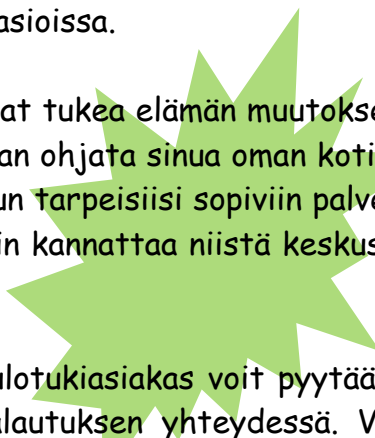 asioissa.
at tukea elämän muutokse
an ohjata sinua oman koti
un tarpeisiisi sopiviin palve
in kannattaa niistä keskus
ulotukiasiakas voit pyytää
alautuksen yhteydessä. V